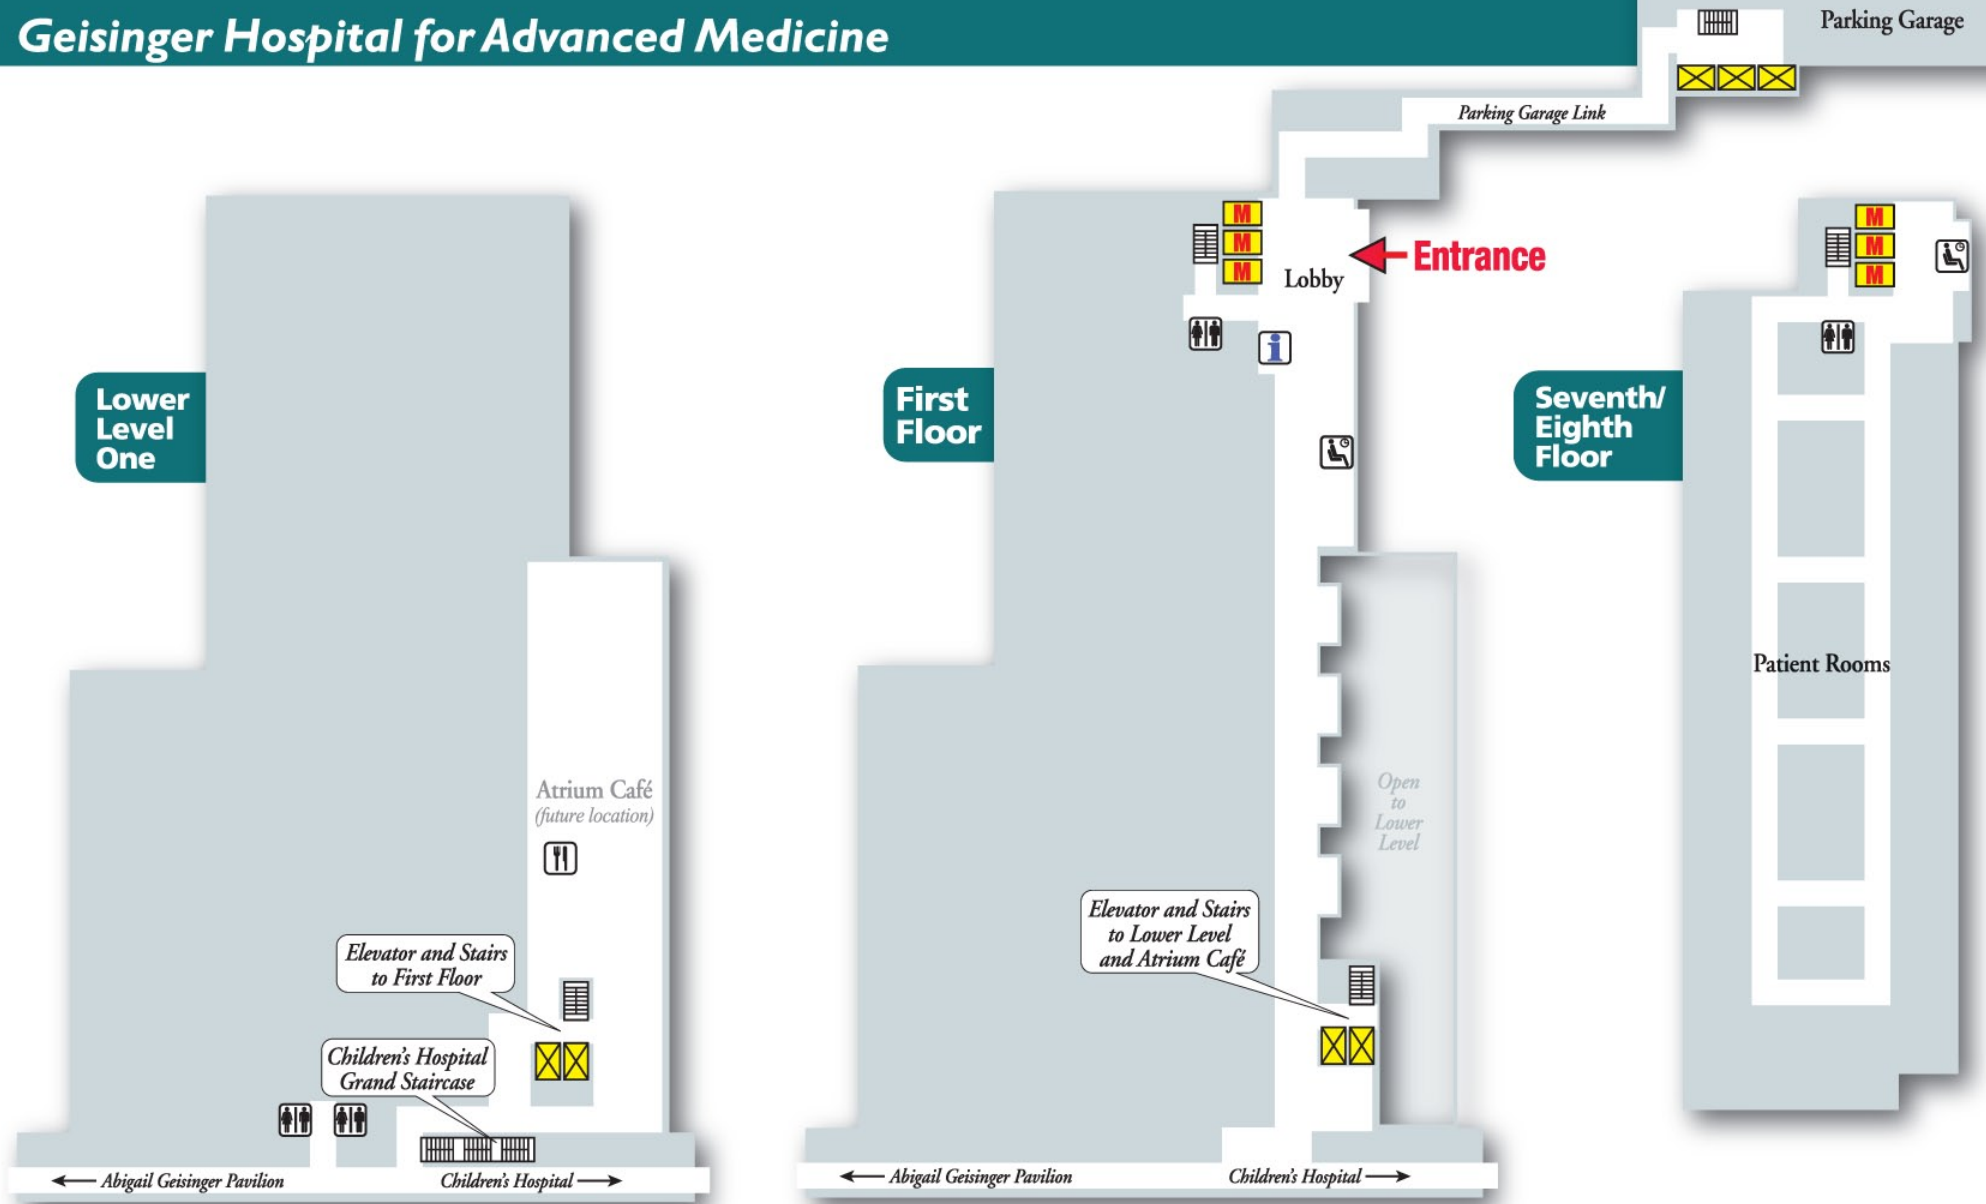 Geisinger Hospital for Advanced Medicine
Parking Garage
Parking Garage Link
Lower
Level
One
Atrium Café
(future location)
Elevator and Stairs
to First Floor
Children's Hospital
Grand Staircase
Abigail Geisinger Pavilion
Children's Hospital
First
Floor
M
M
M
Lobby
Entrance
i
Open
to
Lower
Level
Elevator and Stairs
to Lower Level
and Atrium Café
Abigail Geisinger Pavilion
Children's Hospital
Seventh/
Eighth
Floor
M
M
M
Patient Rooms